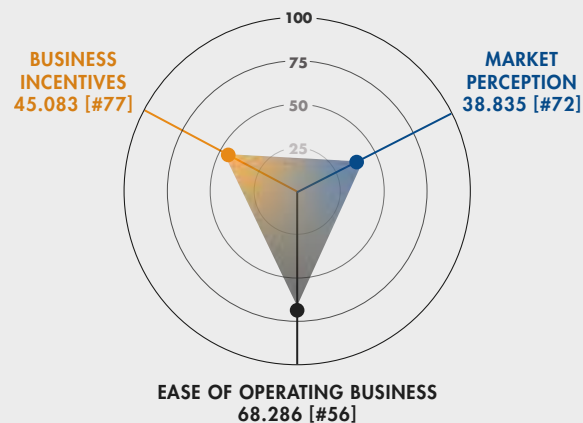 100
BUSINESS
INCENTIVES
45.083 [#77]
75
MARKET
PERCEPTION
38.835 [#72]
50
25
EASE OF OPERATING BUSINESS
68.286 [#56]